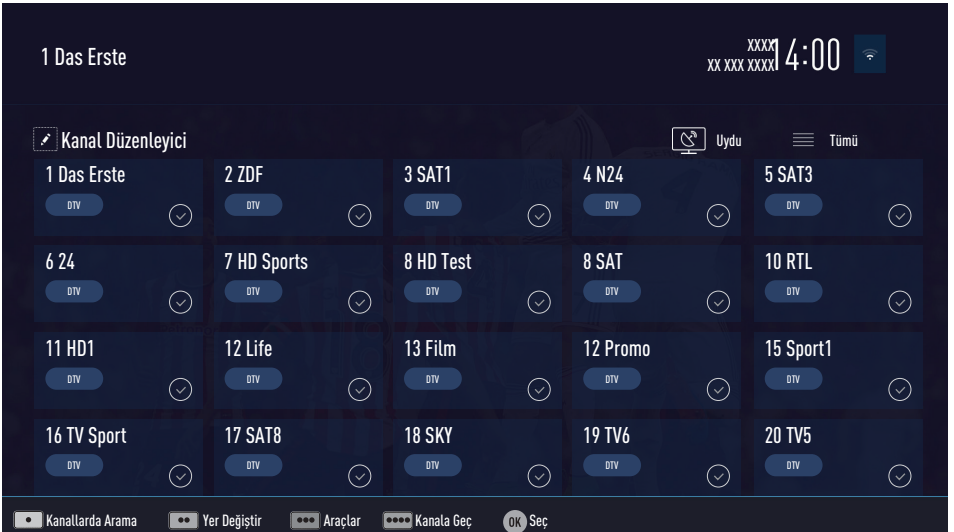 1 Das Erste
XXXX
XX XXX XXXX 14:00
Kanal Düzenleyici Uydu Tümü
1 Das Erste 2 ZDF 3 SAT1 4 N24 5 SAT3
DTV DTV DTV DTV DTV
6 24 7 HD Sports 8 HD Test 8 SAT 10 RTL
DTV DTV DTV DTV DTV
11 HD1 12 Life 13 Film 12 Promo 15 Sport1
DTV DTV DTV DTV DTV
16 TV Sport 17 SAT8 18 SKY 19 TV6 20 TV5
DTV DTV DTV DTV DTV
Kanallarda Arama Yer Değiştir Araçlar Kanala Geç OK Seç